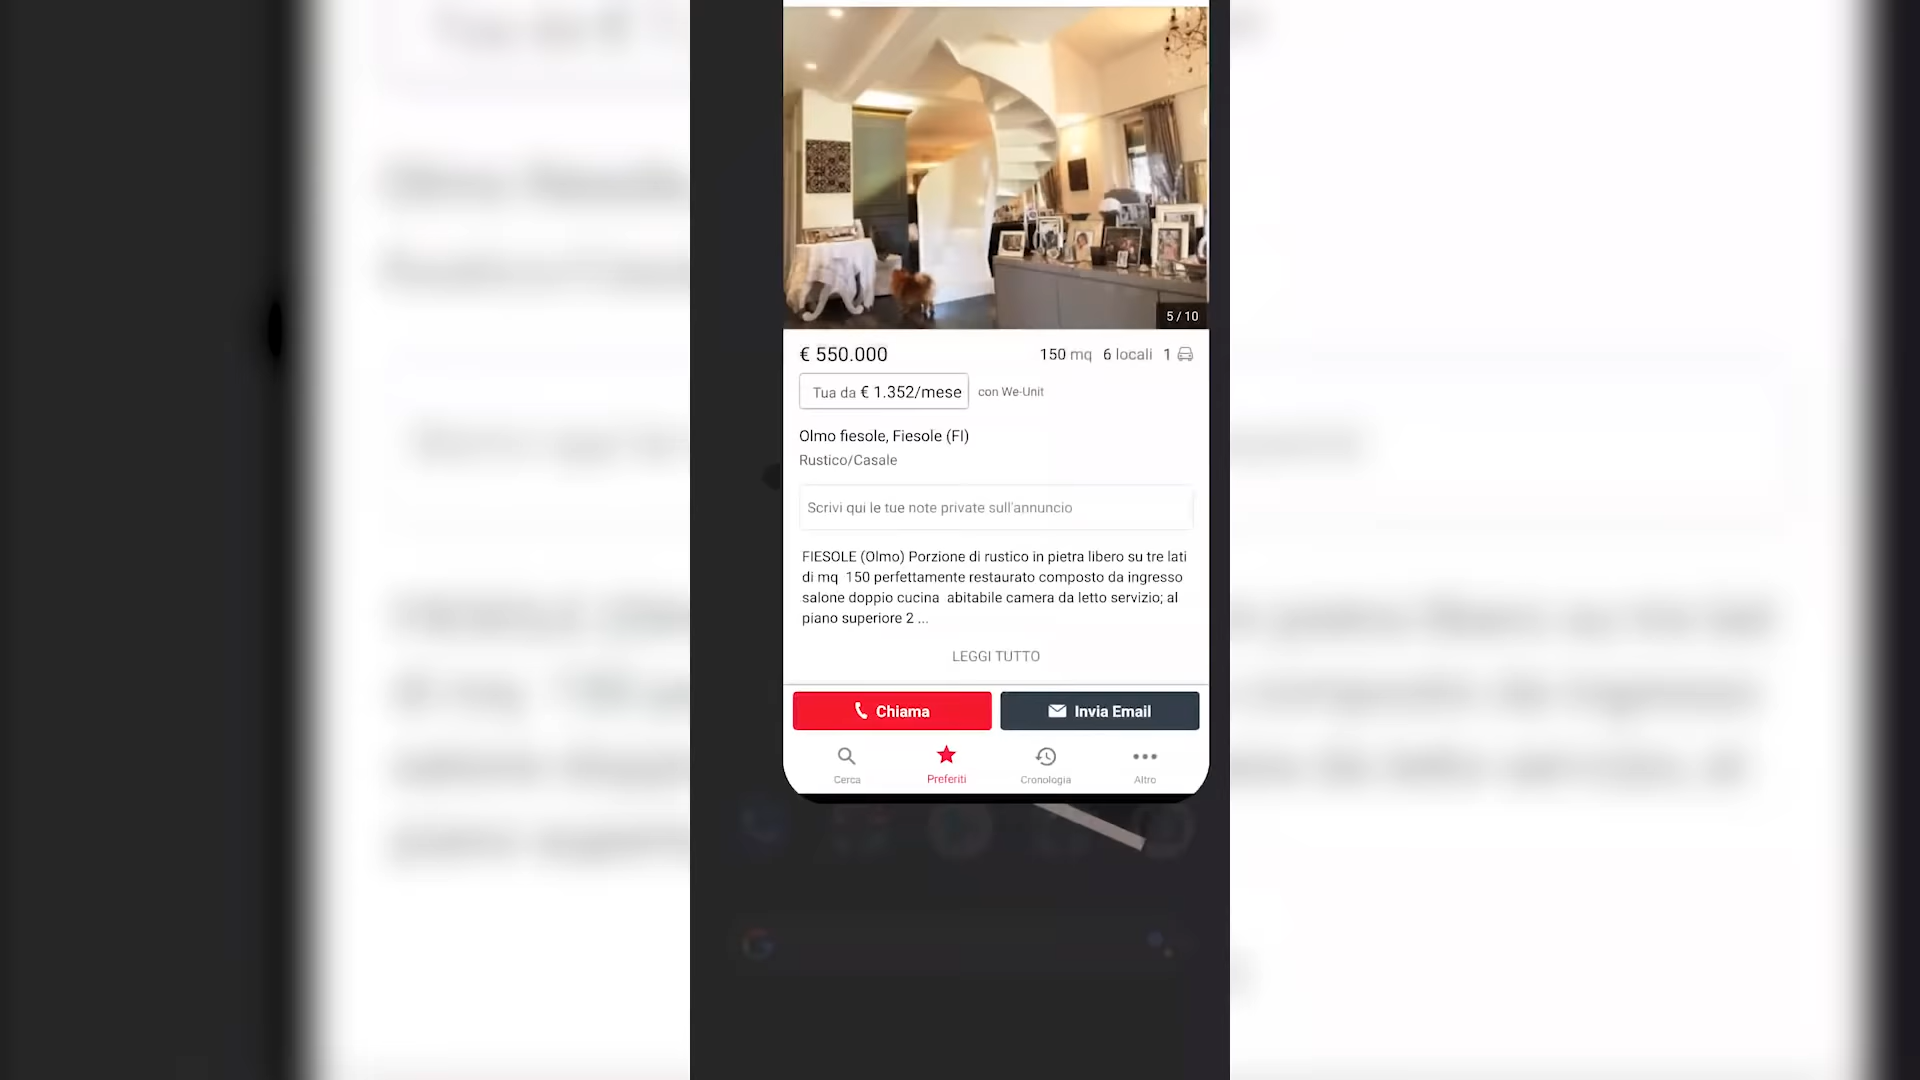 5 / 10
€ 550.000 150 mq 6 locali 1
Tua da € 1.352/mese con We-Unit
Olmo fiesole, Fiesole (FI)
Rustico/Casale
Scrivi qui le tue note private sull'annuncio
FIESOLE (Olmo) Porzione di rustico in pietra libero su tre lati
di mq 150 perfettamente restaurato composto da ingresso
salone doppio cucina abitabile camera da letto servizio; al
piano superiore 2 ...
LEGGI TUTTO
Chiama Invia Email
Cerca Preferiti Cronologia Altro